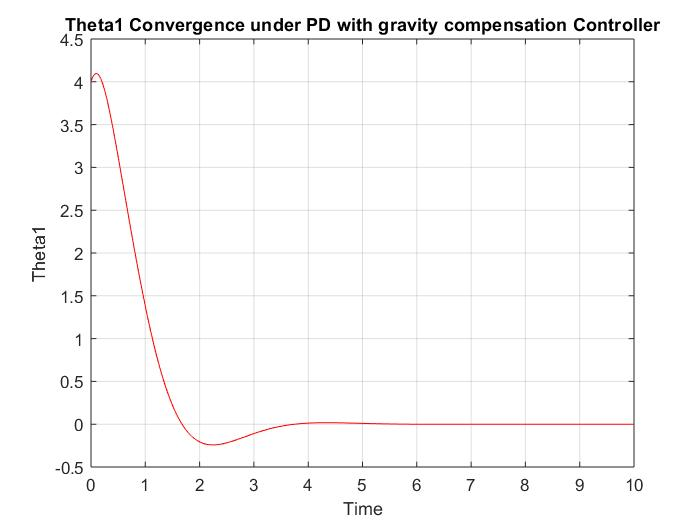 Theta1 Convergence under PD with gravity compensation Controller
4.5
4
3.5
3
2.5
2
1.5
1
0.5
0
-0.5
Theta1
0 1 2 3 4 5 6 7 8 9 10
Time